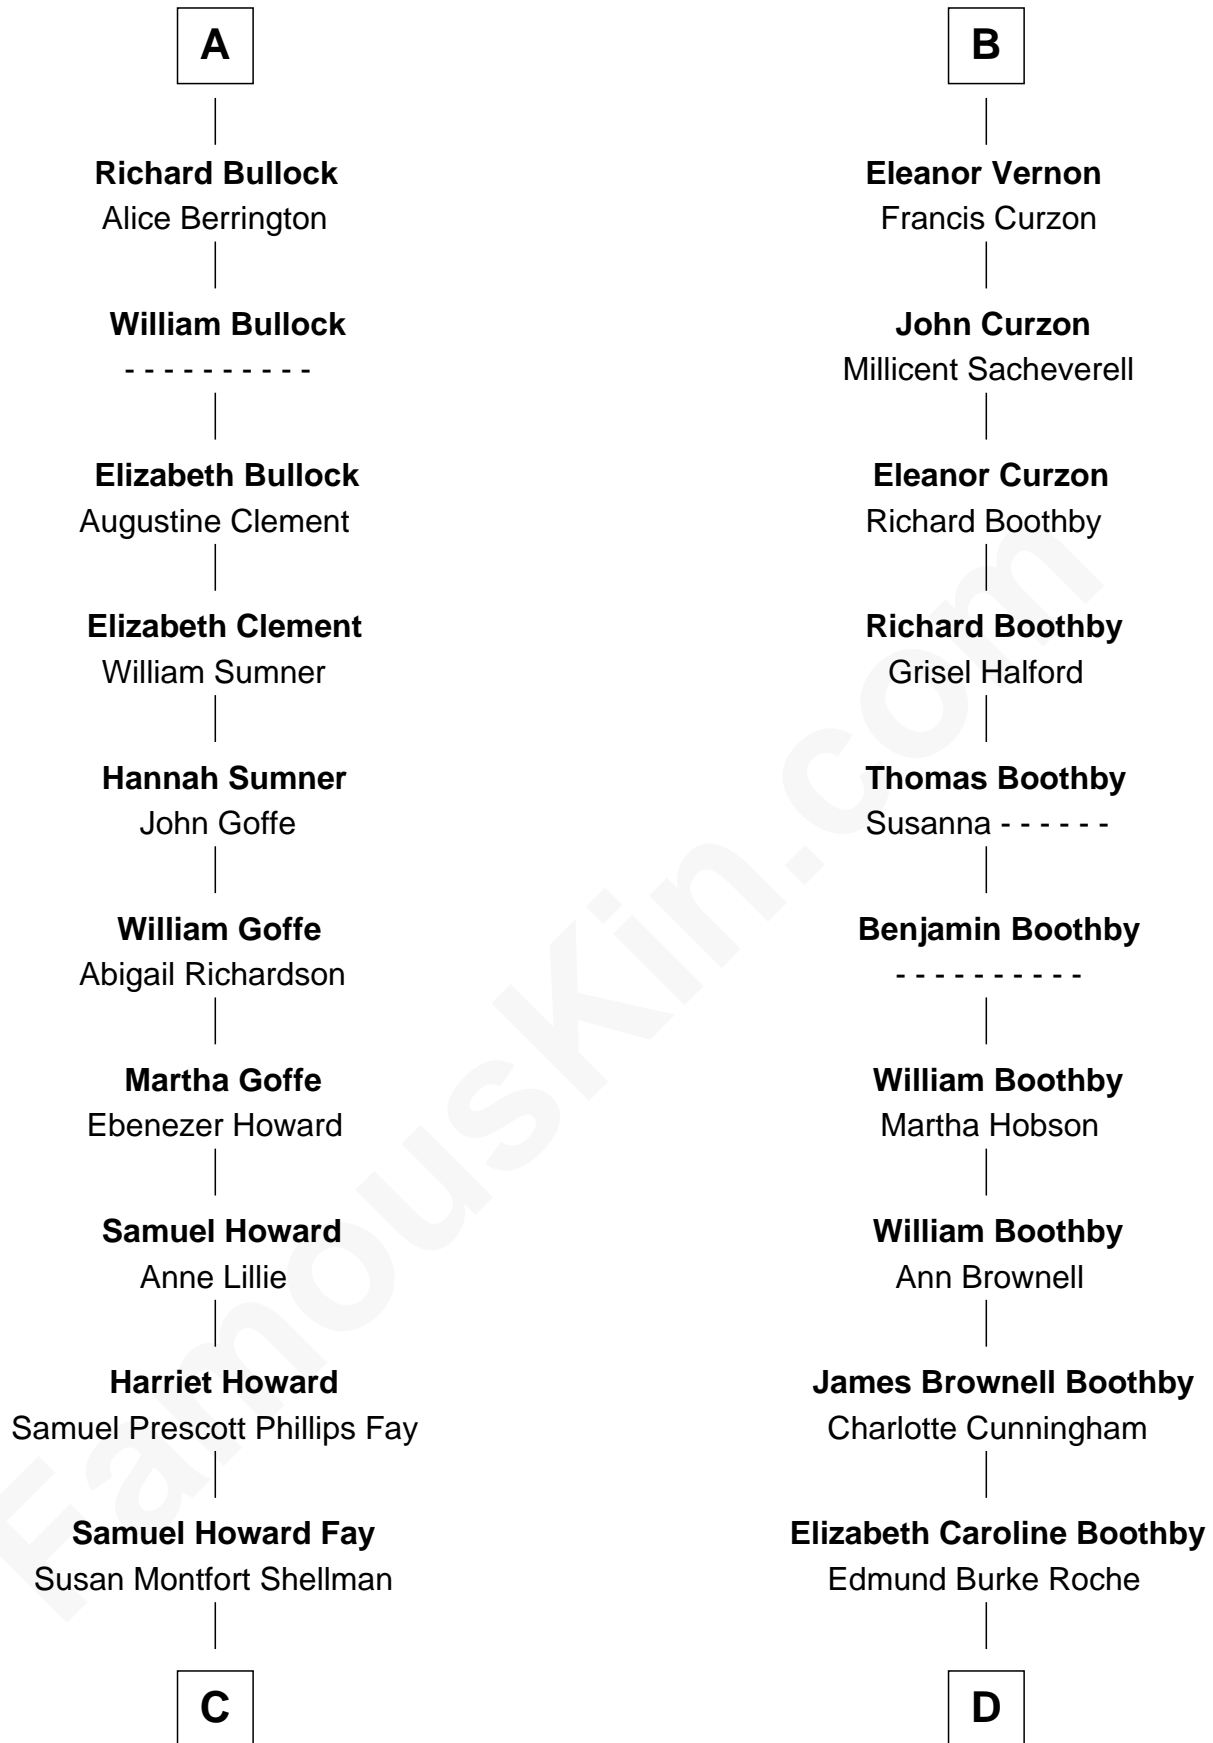 A
Richard Bullock
Alice Berrington
William Bullock
- - - - - - - - - -
Elizabeth Bullock
Augustine Clement
Elizabeth Clement
William Sumner
Hannah Sumner
John Goffe
William Goffe
Abigail Richardson
Martha Goffe
Ebenezer Howard
Samuel Howard
Anne Lillie
Harriet Howard
Samuel Prescott Phillips Fay
Samuel Howard Fay
Susan Montfort Shellman
C
B
Eleanor Vernon
Francis Curzon
John Curzon
Millicent Sacheverell
Eleanor Curzon
Richard Boothby
Richard Boothby
Grisel Halford
Thomas Boothby
Susanna - - - - - -
Benjamin Boothby
- - - - - - - - - -
William Boothby
Martha Hobson
William Boothby
Ann Brownell
James Brownell Boothby
Charlotte Cunningham
Elizabeth Caroline Boothby
Edmund Burke Roche
D
FamousKin.com